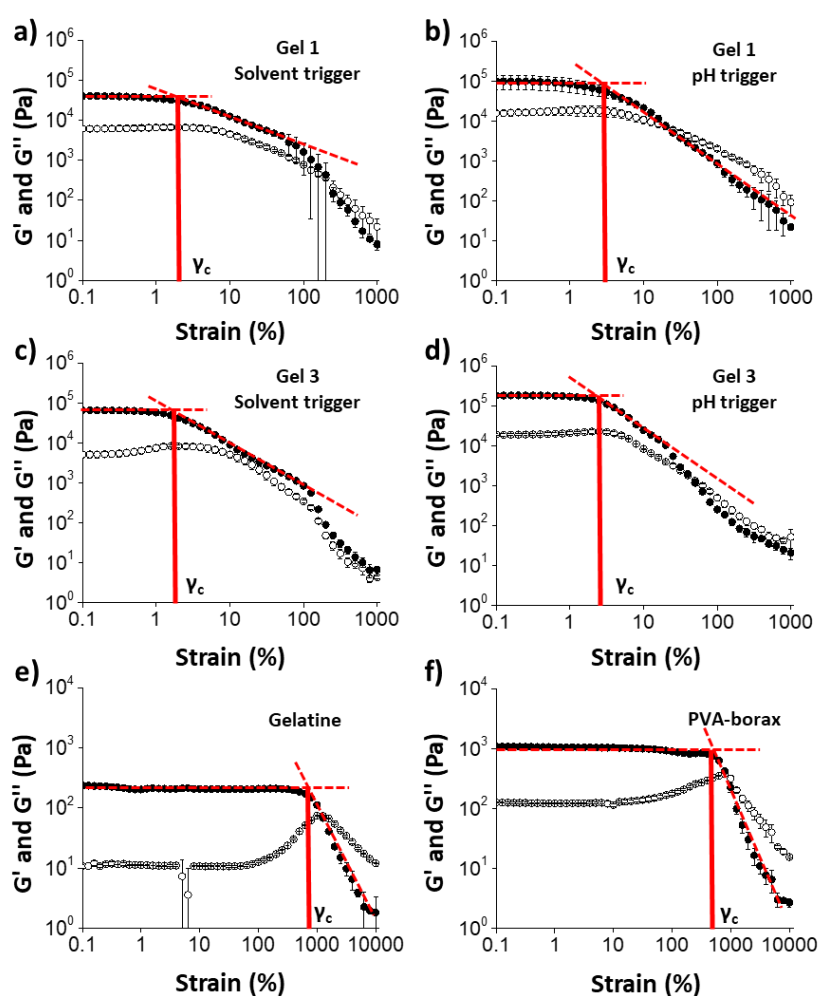 a)
Gel 1
Solvent trigger
G' and G'' (Pa)
10⁶
10⁵
10⁴
10³
10²
10¹
10⁰
γc
0.1 1 10 100 1000
Strain (%)
b)
Gel 1
pH trigger
G' and G'' (Pa)
10⁶
10⁵
10⁴
10³
10²
10¹
10⁰
γc
0.1 1 10 100 1000
Strain (%)
c)
Gel 3
Solvent trigger
G' and G'' (Pa)
10⁶
10⁵
10⁴
10³
10²
10¹
10⁰
γc
0.1 1 10 100 1000
Strain (%)
d)
Gel 3
pH trigger
G' and G'' (Pa)
10⁶
10⁵
10⁴
10³
10²
10¹
10⁰
γc
0.1 1 10 100 1000
Strain (%)
e)
Gelatine
G' and G'' (Pa)
10⁴
10³
10²
10¹
10⁰
γc
0.1 1 10 100 1000 10000
Strain (%)
f)
PVA-borax
G' and G'' (Pa)
10⁴
10³
10²
10¹
10⁰
γc
0.1 1 10 100 1000 10000
Strain (%)